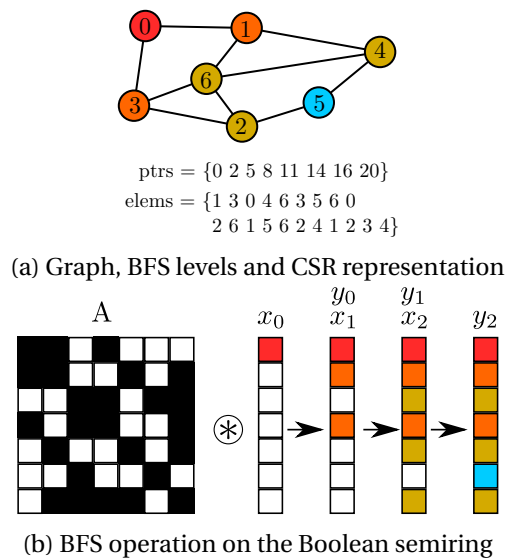 0 1 4
6
5
3
2
ptrs = {0 2 5 8 11 14 16 20}
elems = {1 3 0 4 6 3 5 6 0
2 6 1 5 6 2 4 1 2 3 4}
(a) Graph, BFS levels and CSR representation
y₀ y₁
A x₀ x₁ x₂ y₂
⊛
(b) BFS operation on the Boolean semiring